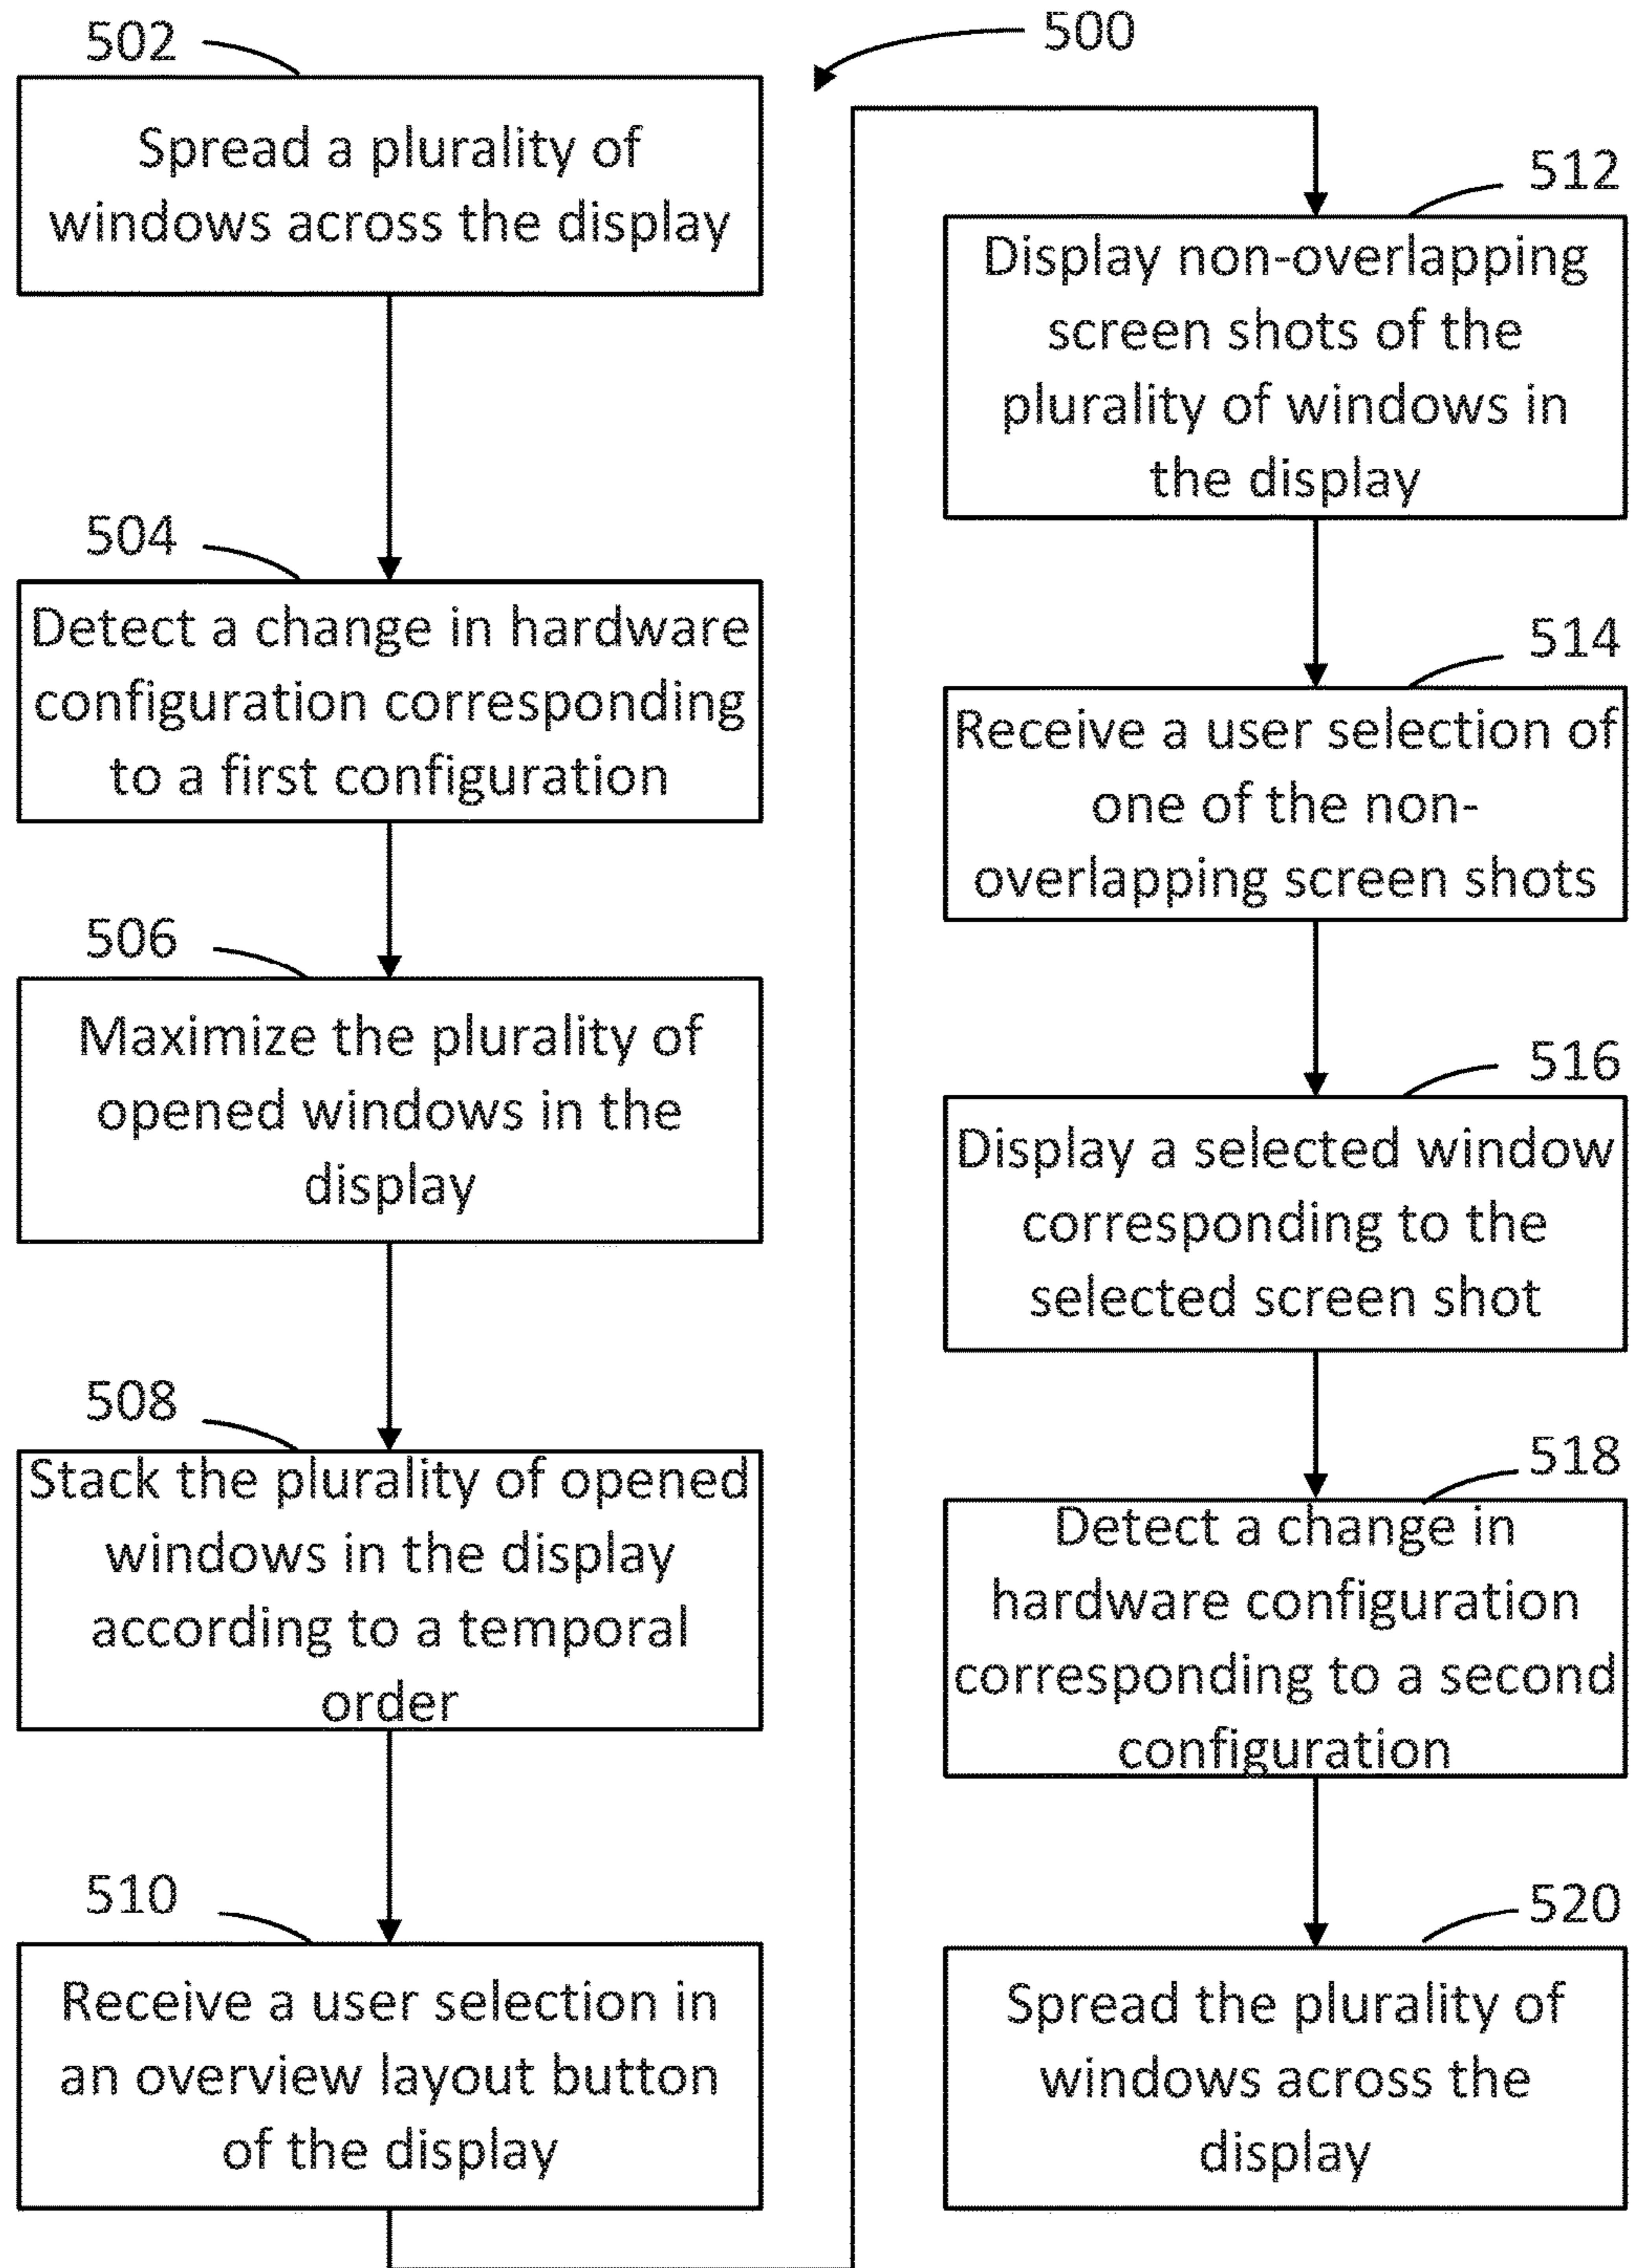 500
502
Spread a plurality of
windows across the display
504
Detect a change in hardware
configuration corresponding
to a first configuration
506
Maximize the plurality of
opened windows in the
display
508
Stack the plurality of opened
windows in the display
according to a temporal
order
510
Receive a user selection in
an overview layout button
of the display
512
Display non-overlapping
screen shots of the
plurality of windows in
the display
514
Receive a user selection of
one of the non-
overlapping screen shots
516
Display a selected window
corresponding to the
selected screen shot
518
Detect a change in
hardware configuration
corresponding to a second
configuration
520
Spread the plurality of
windows across the
display